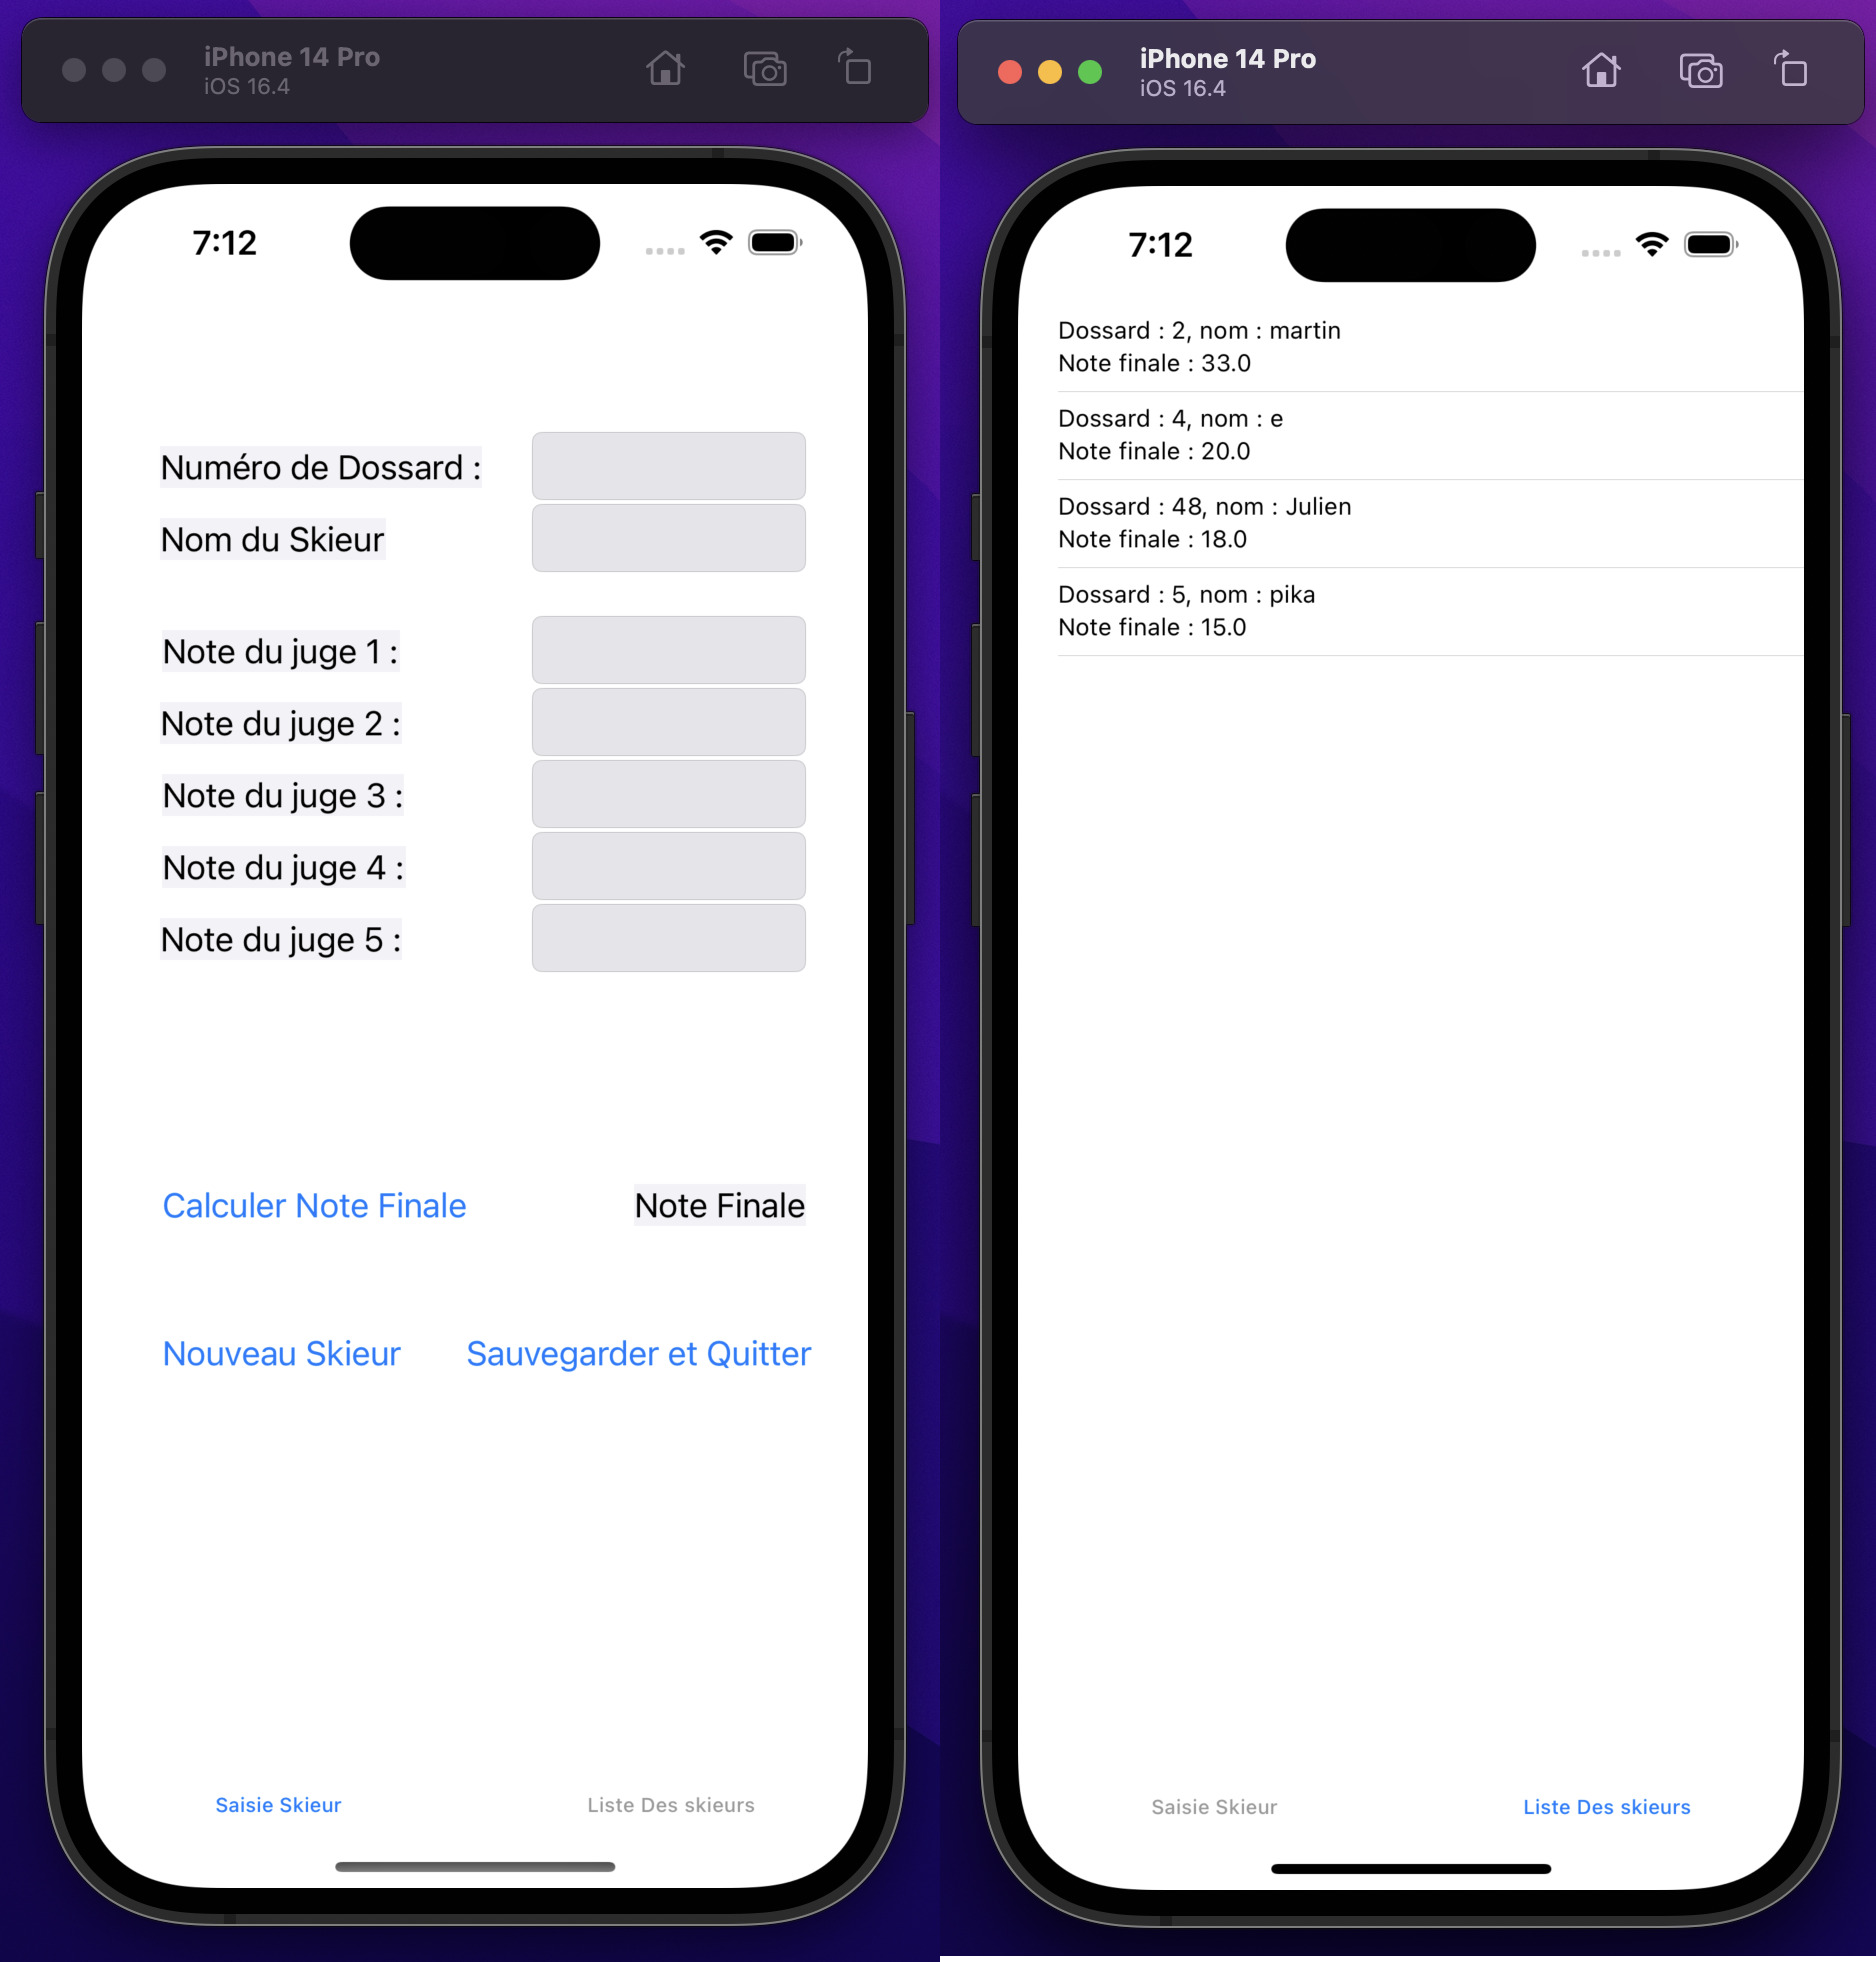 iPhone 14 Pro
iOS 16.4
7:12
Numéro de Dossard :
Nom du Skieur
Note du juge 1 :
Note du juge 2 :
Note du juge 3 :
Note du juge 4 :
Note du juge 5 :
Calculer Note Finale
Note Finale
Nouveau Skieur
Sauvegarder et Quitter
Saisie Skieur
Liste Des skieurs
iPhone 14 Pro
iOS 16.4
7:12
Dossard : 2, nom : martin
Note finale : 33.0
Dossard : 4, nom : e
Note finale : 20.0
Dossard : 48, nom : Julien
Note finale : 18.0
Dossard : 5, nom : pika
Note finale : 15.0
Saisie Skieur
Liste Des skieurs